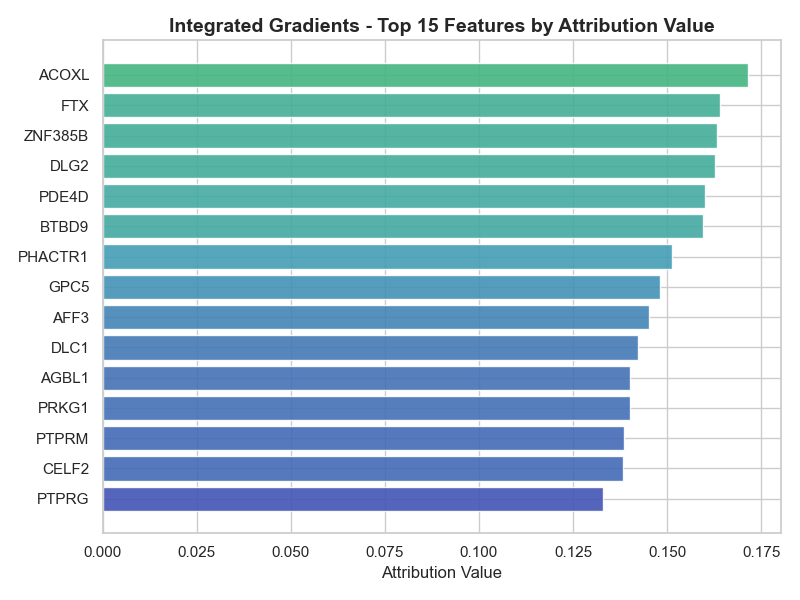 Integrated Gradients - Top 15 Features by Attribution Value
ACOXL
FTX
ZNF385B
DLG2
PDE4D
BTBD9
PHACTR1
GPC5
AFF3
DLC1
AGBL1
PRKG1
PTPRM
CELF2
PTPRG
0.000 0.025 0.050 0.075 0.100 0.125 0.150 0.175
Attribution Value